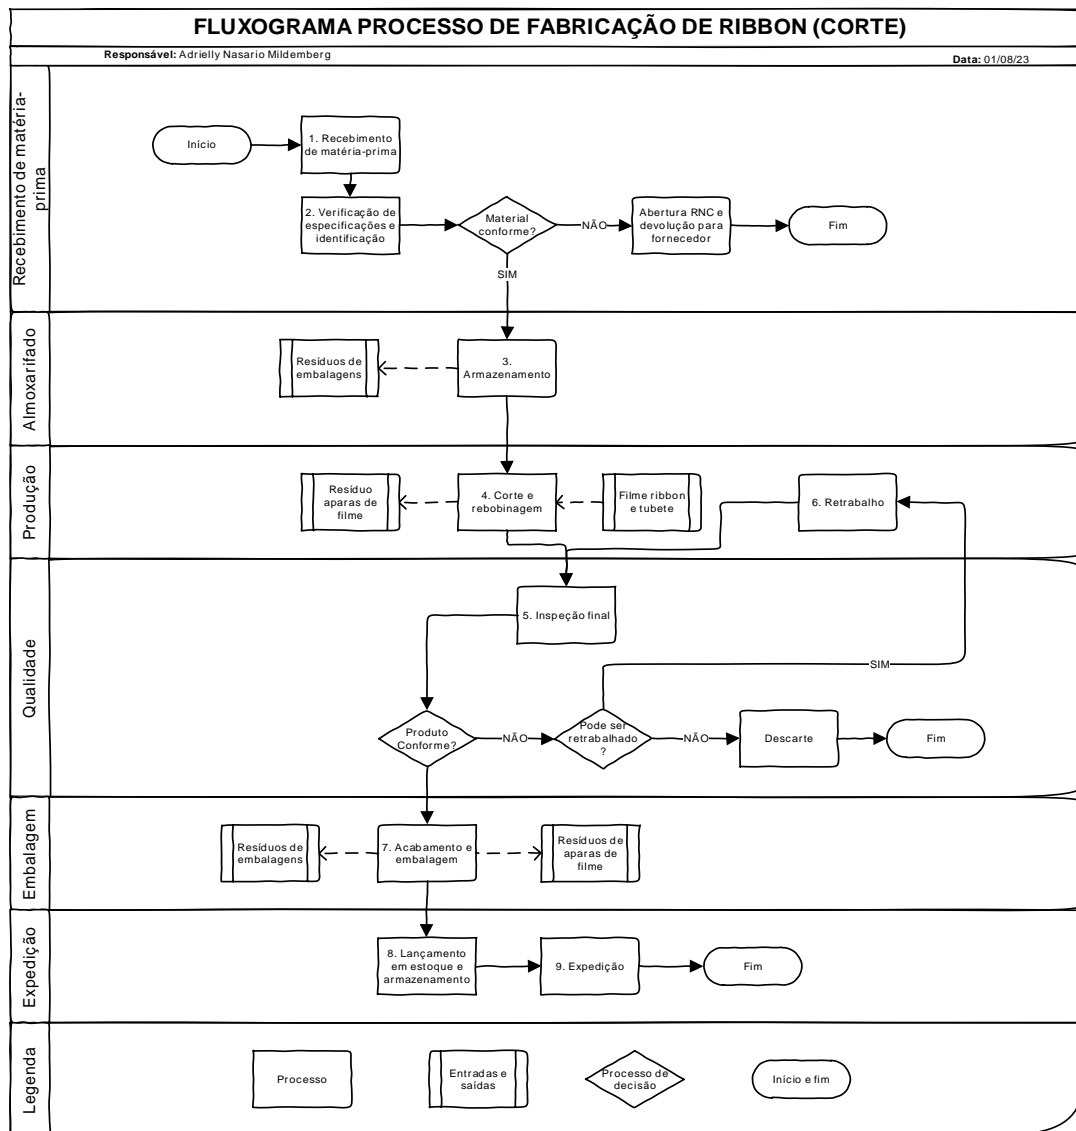 FLUXOGRAMA PROCESSO DE FABRICAÇÃO DE RIBBON (CORTE)
Responsável: Adrielly Nasario Mildemberg
Data: 01/08/23
Recebimento de matéria-
prima
Início
1. Recebimento
de matéria-prima
2. Verificação de
especificações e
identificação
Material
conforme?
NÃO
Abertura RNC e
devolução para
fornecedor
Fim
SIM
Almoxarifado
Resíduos de
embalagens
3.
Armazenamento
Produção
Resíduo
aparas de
filme
4. Corte e
rebobinagem
Filme ribbon
e tubete
6. Retrabalho
Qualidade
5. Inspeção final
SIM
Produto
Conforme?
NÃO
Pode ser
retrabalhado
?
NÃO
Descarte
Fim
Embalagem
Resíduos de
embalagens
7. Acabamento e
embalagem
Resíduos de
aparas de
filme
Expedição
8. Lançamento
em estoque e
armazenamento
9. Expedição
Fim
Legenda
Processo
Entradas e
saídas
Processo de
decisão
Início e fim